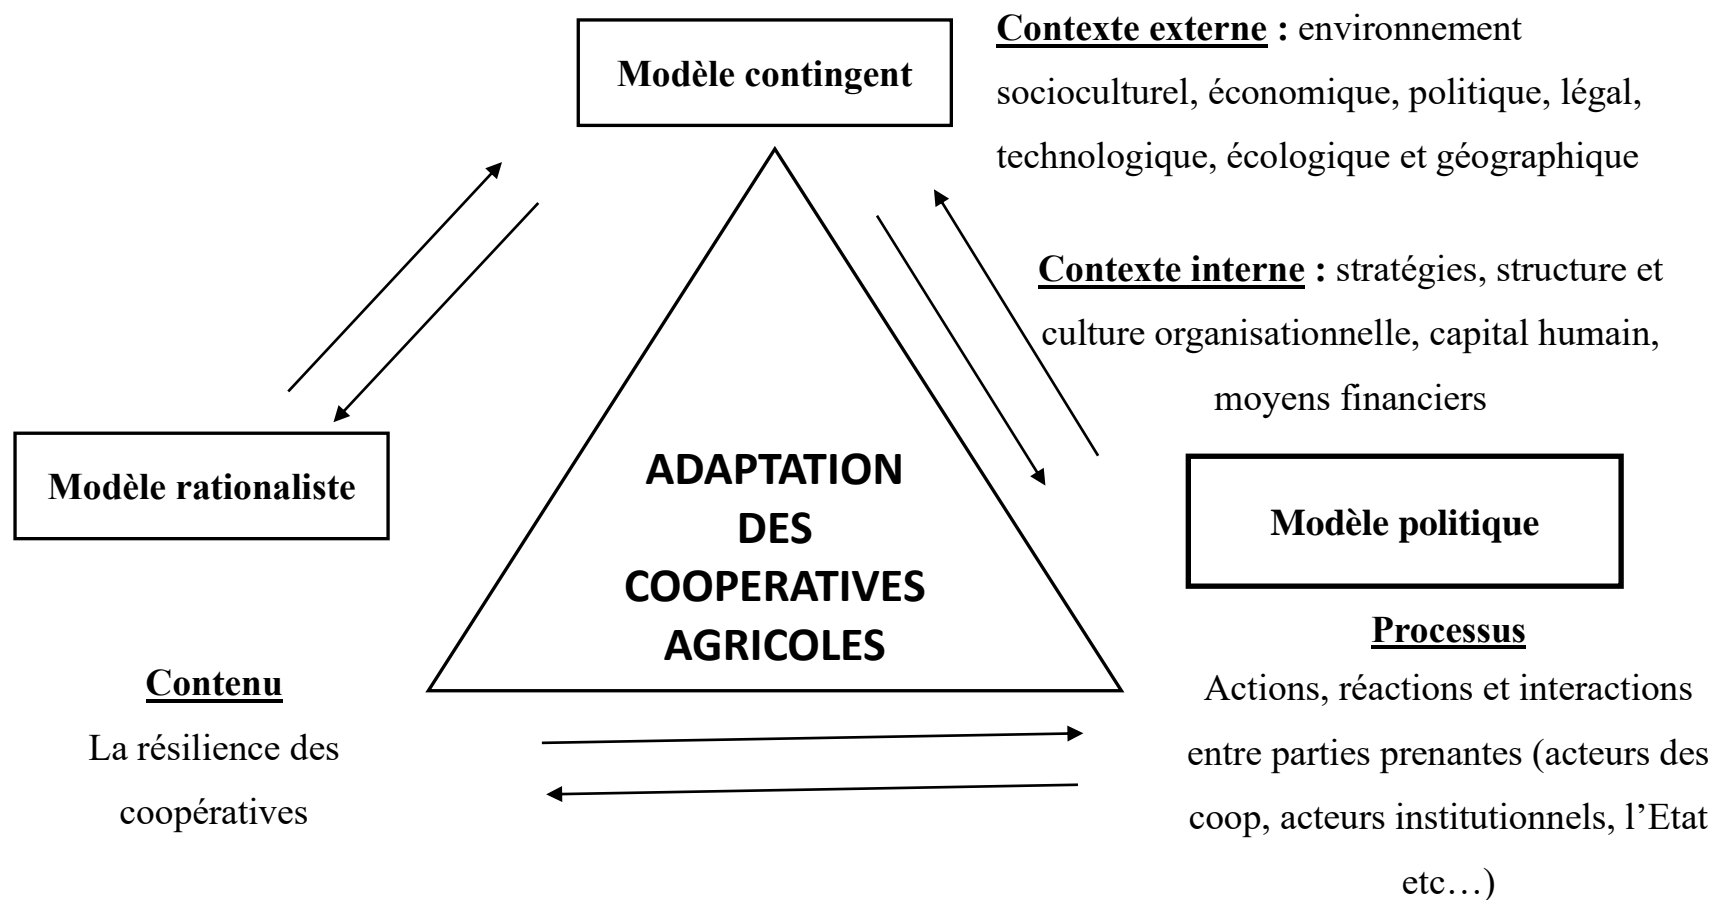 Modèle contingent
Contexte externe : environnement
socioculturel, économique, politique, légal,
technologique, écologique et géographique
Contexte interne : stratégies, structure et
culture organisationnelle, capital humain,
moyens financiers
Modèle rationaliste
ADAPTATION
DES
COOPERATIVES
AGRICOLES
Modèle politique
Contenu
La résilience des
coopératives
Processus
Actions, réactions et interactions
entre parties prenantes (acteurs des
coop, acteurs institutionnels, l’Etat
etc…)